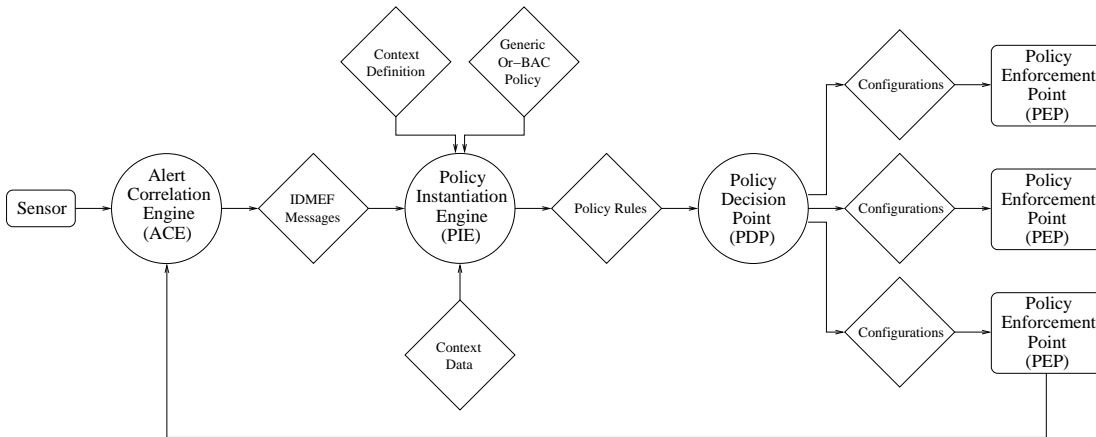 Context
Definition
Generic
Or−BAC
Policy
Configurations
Policy
Enforcement
Point
(PEP)
Sensor
Alert
Correlation
Engine
(ACE)
IDMEF
Messages
Policy
Instantiation
Engine
(PIE)
Policy Rules
Policy
Decision
Point
(PDP)
Configurations
Policy
Enforcement
Point
(PEP)
Context
Data
Configurations
Policy
Enforcement
Point
(PEP)